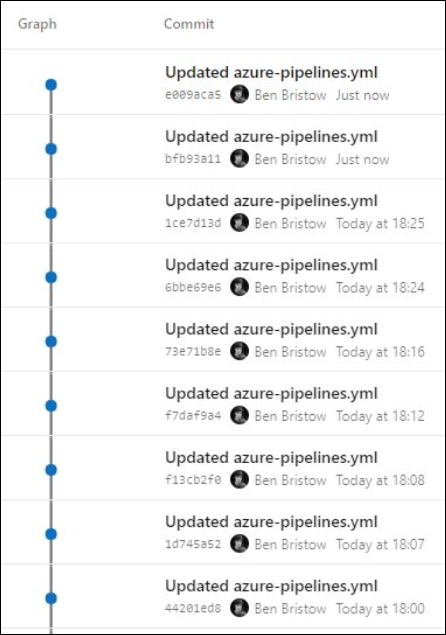 Graph Commit
Updated azure-pipelines.yml
e009aca5 Ben Bristow Just now
Updated azure-pipelines.yml
bfb93a11 Ben Bristow Just now
Updated azure-pipelines.yml
1ce7d13d Ben Bristow Today at 18:25
Updated azure-pipelines.yml
6bbe69e6 Ben Bristow Today at 18:24
Updated azure-pipelines.yml
73e71b8e Ben Bristow Today at 18:16
Updated azure-pipelines.yml
f7daf9a4 Ben Bristow Today at 18:12
Updated azure-pipelines.yml
f13cb2f0 Ben Bristow Today at 18:08
Updated azure-pipelines.yml
1d745a52 Ben Bristow Today at 18:07
Updated azure-pipelines.yml
44201ed8 Ben Bristow Today at 18:00